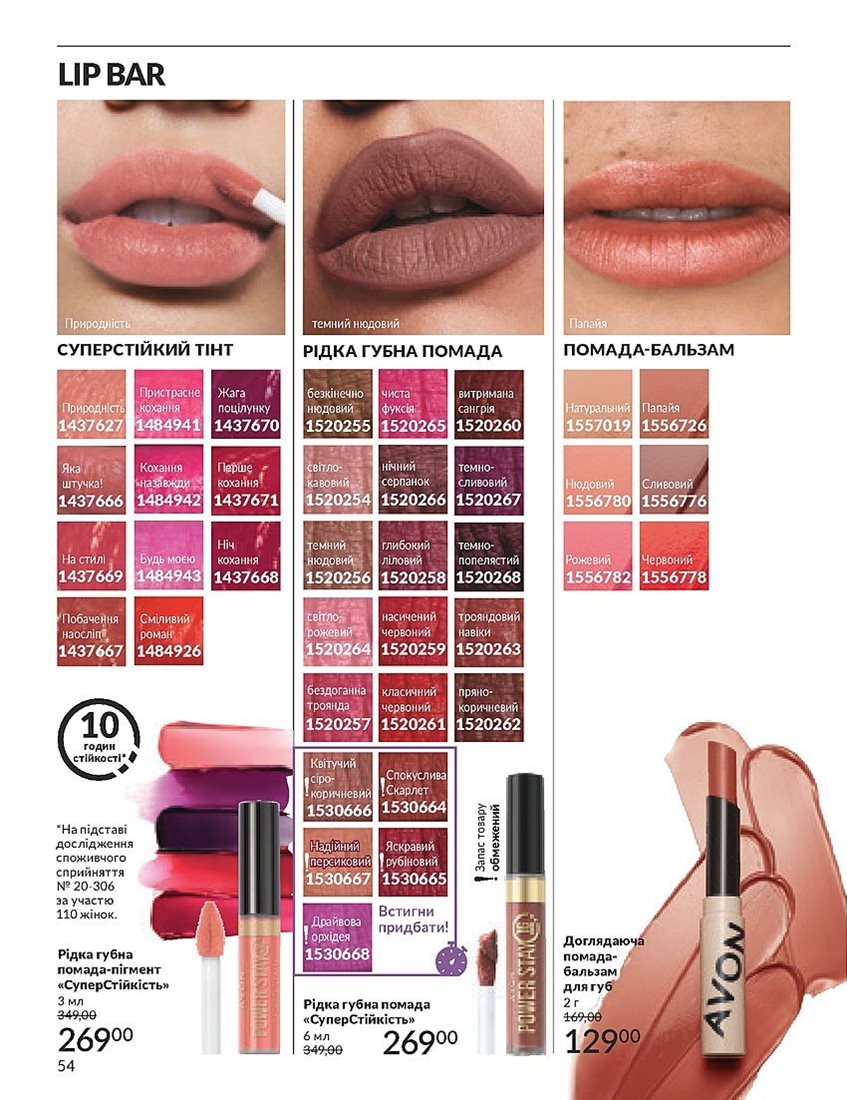 LIP BAR
Природність
СУПЕРСТІЙКИЙ ТІНТ
Природність
1437627
Пристрасне
кохання
1484941
Жага
поцілунку
1437670
Яка
штучка!
1437666
Кохання
назавжди
1484942
Перше
кохання
1437671
На стилі
1437669
Будь моєю
1484943
Ніч
кохання
1437668
Побачення
наосліп
1437667
Сміливий
роман
1484926
10
годин
стійкості*
*На підставі
дослідження
споживчого
сприйняття
№ 20-306
за участю
110 жінок.
Рідка губна
помада-пігмент
«СуперСтійкість»
3 мл
349,00
26900
54
темний нюдовий
РІДКА ГУБНА ПОМАДА
безкінечно
нюдовий
1520255
чиста
фуксія
1520265
витримана
сангрія
1520260
світло-
кавовий
1520254
нічний
серпанок
1520266
темно-
сливовий
1520267
темний
нюдовий
1520256
глибокий
ліловий
1520258
темно-
попелястий
1520268
світло-
рожевий
1520264
насичений
червоний
1520259
трояндовий
навіки
1520263
бездоганна
троянда
1520257
класичний
червоний
1520261
пряно-
коричневий
1520262
Квітучий
! сіро-
коричневий
1530666
! Спокуслива
Скарлет
1530664
! Надійний
персиковий
1530667
! Яскравий
рубіновий
1530665
! Драйвова
орхідея
1530668
Встигни
придбати!
! Запас товару
обмежений
POWER STAY
Рідка губна помада
«СуперСтійкість»
6 мл
349,00
26900
POWER STAY
Папайя
ПОМАДА-БАЛЬЗАМ
Натуральний
1557019
Папайя
1556726
Нюдовий
1556780
Сливовий
1556776
Рожевий
1556782
Червоний
1556778
Доглядаюча
помада-
бальзам
для губ
2 г
169,00
12900
AVON